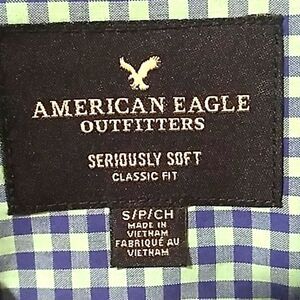 AMERICAN EAGLE
OUTFITTERS
SERIOUSLY SOFT
CLASSIC FIT
S/P/CH
MADE IN
VIETNAM
FABRIQUÉ AU
VIETNAM